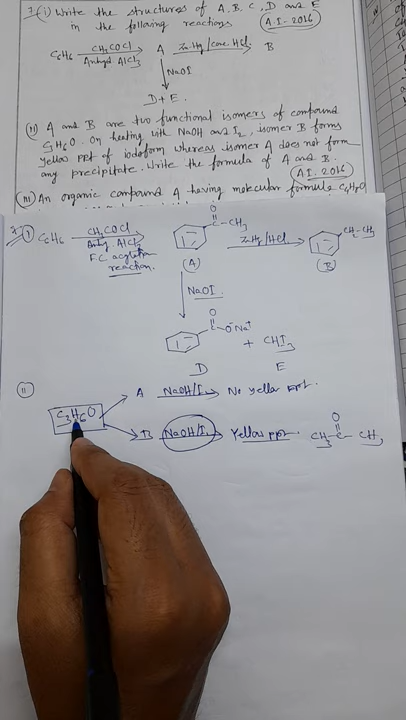 7. (i) Write the structures of A, B, C, D and E
in the following reactions. (A.I-2016)
C6H6 CH3COCl Anhyd AlCl3 A Zn-Hg/conc. HCl B
NaOI
D + E.
(ii) A and B are two functional isomers of compound
C3H6O. On heating with NaOH and I2, isomer B forms
yellow ppt of iodoform whereas isomer A does not form
any precipitate. Write the formula of A and B.
(A.I. 2016)
(iii) An organic compound A having molecular formula C4H8O
7. (i) C6H6 CH3COCl Anhy. AlCl3
F.C acyla
reaction.
O
C-CH3
(A)
Zn-Hg/HCl
CH2-CH3
(B)
NaOI
O
C-O-Na+
+ CHI3
D E
(ii)
A NaOH/I2 No yellow ppt.
C3H6O
B NaOH/I2 Yellow ppt.
O
CH3-C-CH3